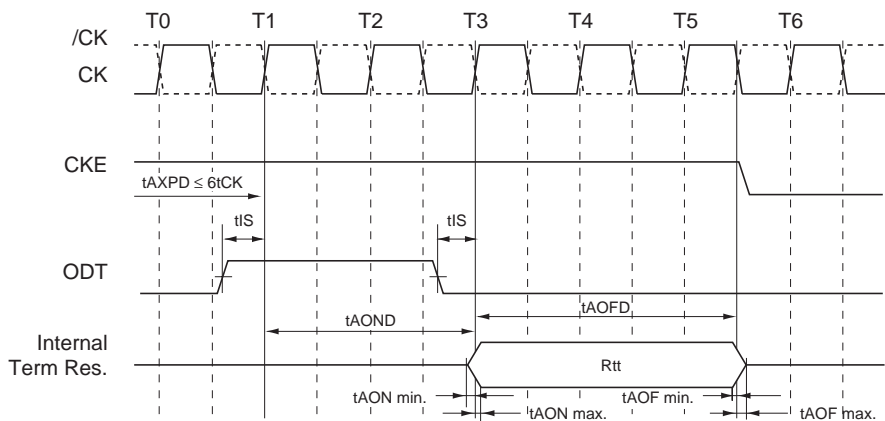 T0 T1 T2 T3 T4 T5 T6
/CK
CK
CKE
tAXPD ≤ 6tCK
tIS tIS
ODT
tAOND tAOFD
Internal
Term Res.
Rtt
tAON min. tAOF min.
tAON max. tAOF max.